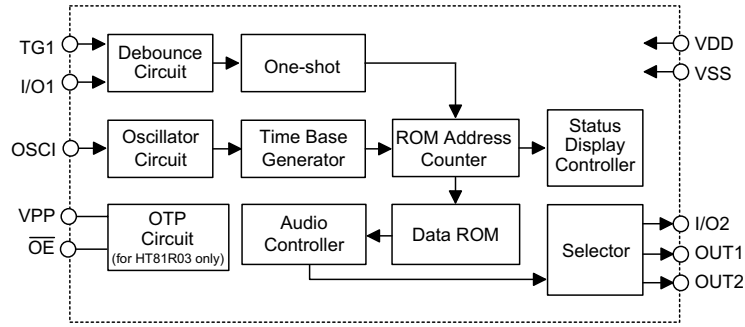 TG1
I/O1
Debounce
Circuit
One-shot
VDD
VSS
OSCI
Oscillator
Circuit
Time Base
Generator
ROM Address
Counter
Status
Display
Controller
VPP
OE
OTP
Circuit
(for HT81R03 only)
Audio
Controller
Data ROM
Selector
I/O2
OUT1
OUT2